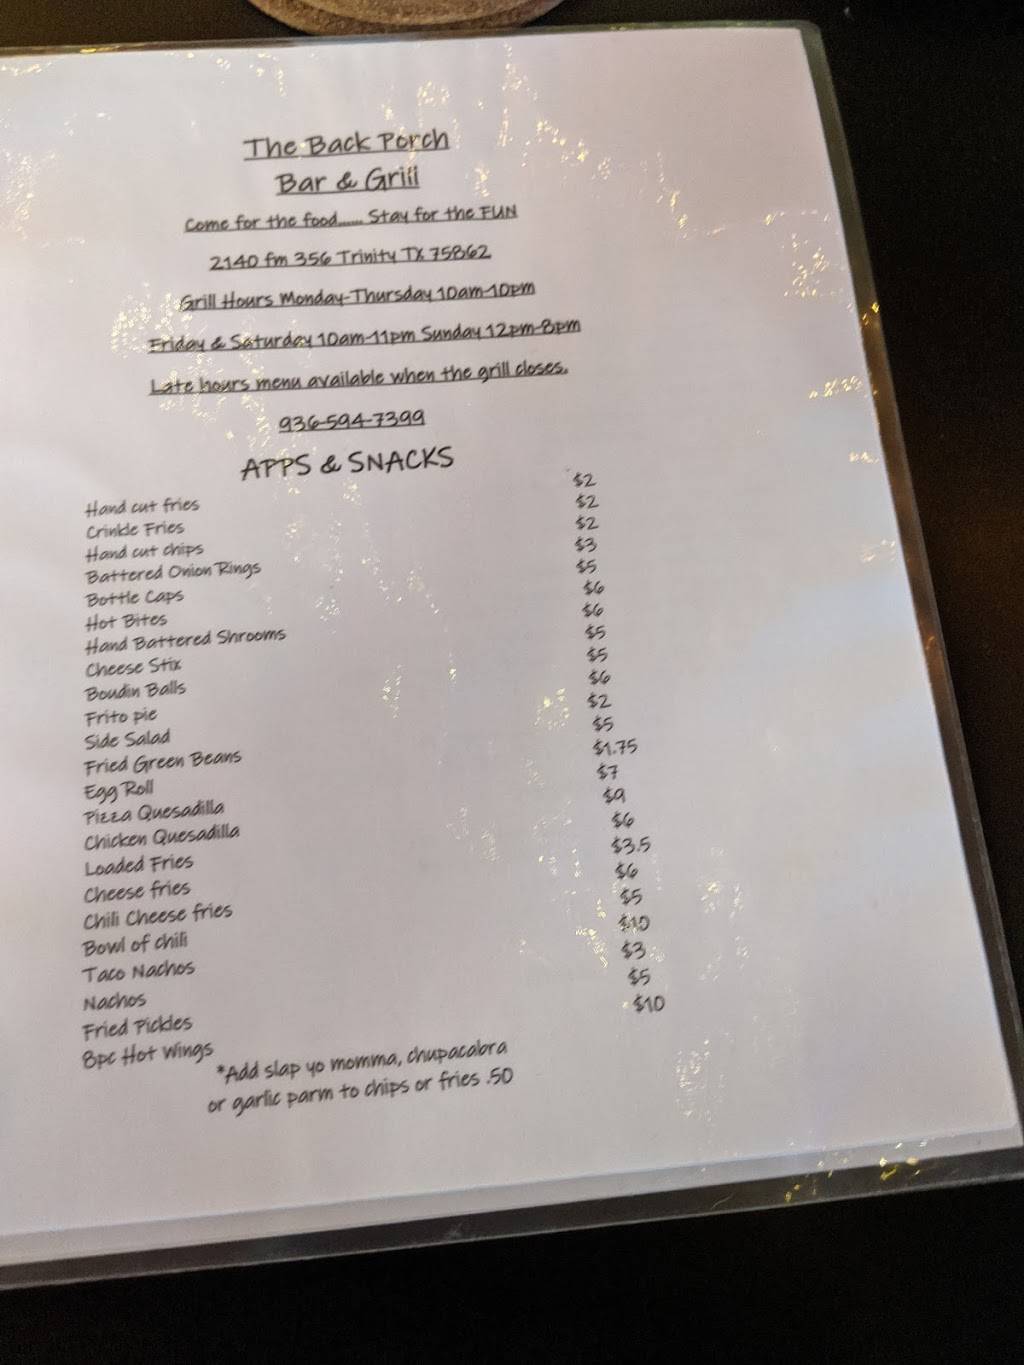 The Back Porch
Bar & Grill
Come for the food...... Stay for the FUN
2140 fm 356 Trinity TX 75862
Grill Hours Monday-Thursday 10am-10pm
Friday & Saturday 10am-11pm Sunday 12pm-8pm
Late hours menu available when the grill closes.
936-594-7399
APPS & SNACKS
Hand cut fries $2
Crinkle Fries $2
Hand cut chips $2
Battered Onion Rings $3
Bottle Caps $5
Hot Bites $6
Hand Battered Shrooms $6
Cheese Stix $5
Boudin Balls $5
Frito pie $6
Side Salad $2
Fried Green Beans $5
Egg Roll $1.75
Pizza Quesadilla $7
Chicken Quesadilla $9
Loaded Fries $6
Cheese fries $3.5
Chili Cheese fries $6
Bowl of chili $5
Taco Nachos $10
Nachos $3
Fried Pickles $5
8pc Hot Wings $10
*Add slap yo momma, chupacabra
or garlic parm to chips or fries .50